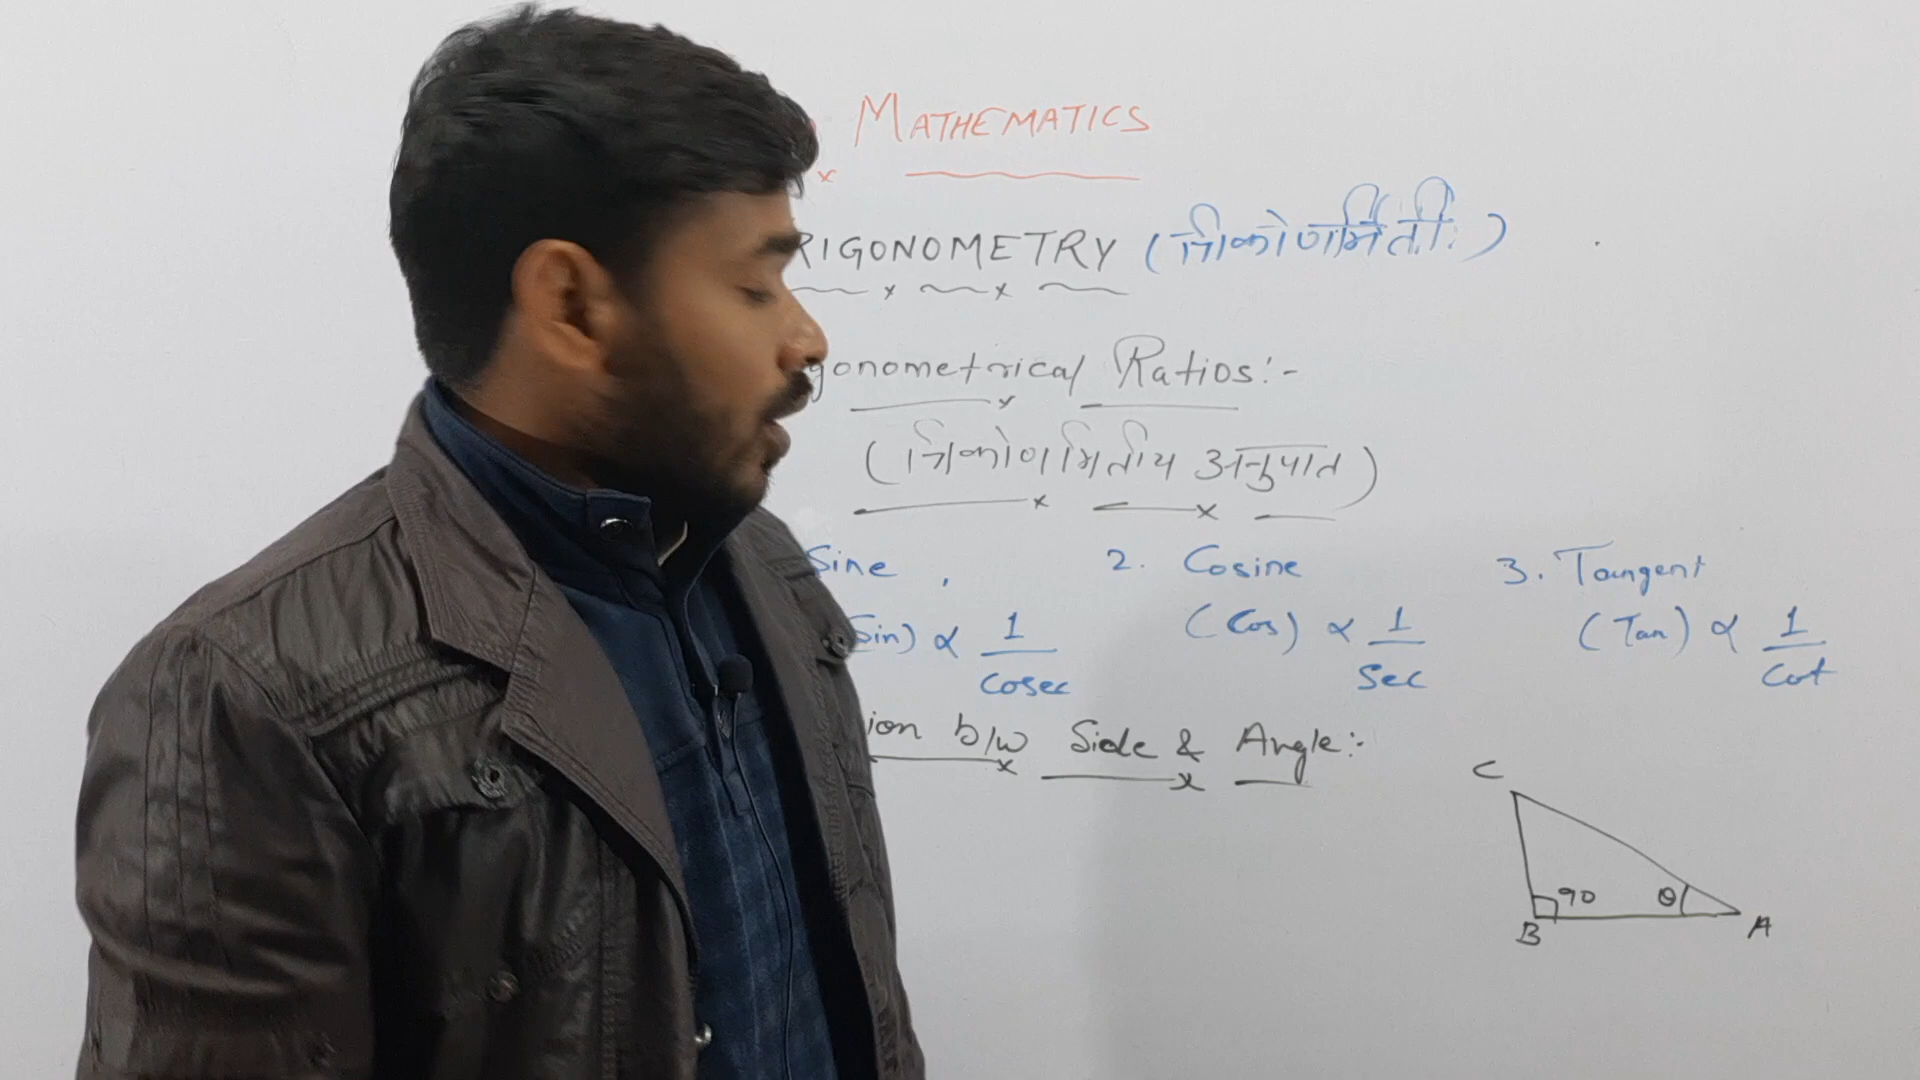 MATHEMATICS
RIGONOMETRY (त्रिकोणमिती)
gonometrical Ratios:-
(त्रिकोणमितीय अनुपात)
Sine , 2. Cosine 3. Tangent
Sin) ∝ 1/cosec (Cos) ∝ 1/Sec (Tan) ∝ 1/cot
ion b/w Side & Angle:-
C
90 θ
B A